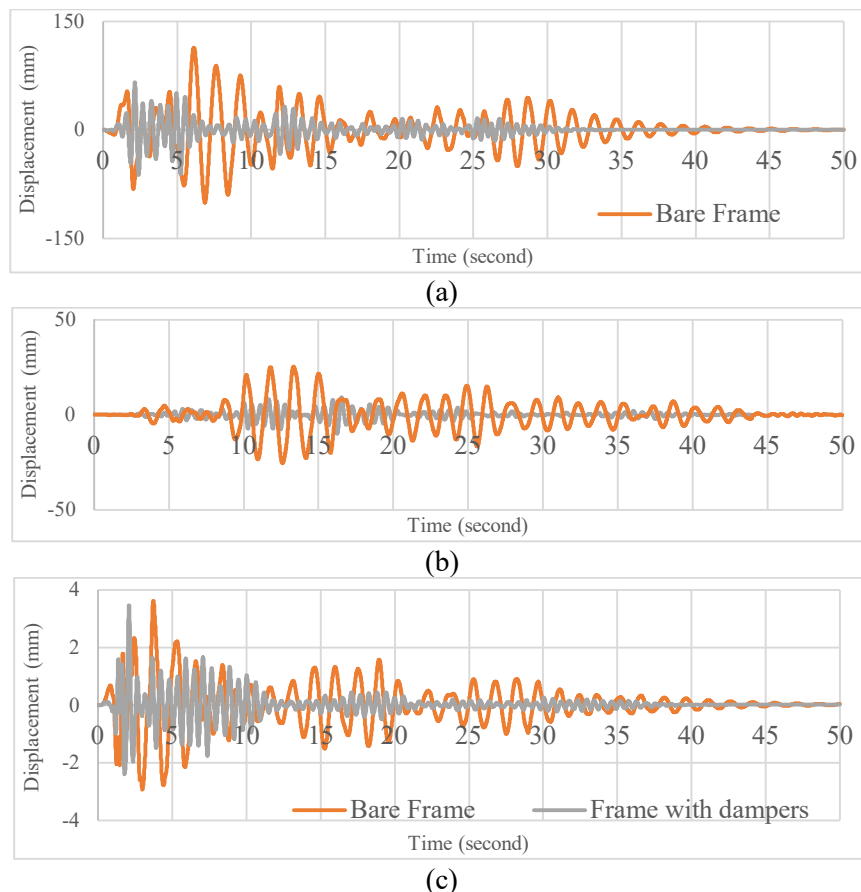 150
Displacement (mm)
0
0 5 10 15 20 25 30 35 40 45 50
Bare Frame
-150
Time (second)
(a)
50
Displacement (mm)
0
0 5 10 15 20 25 30 35 40 45 50
-50
Time (second)
(b)
4
2
Displacement (mm)
0
0 5 10 15 20 25 30 35 40 45 50
-2
Bare Frame Frame with dampers
-4
Time (second)
(c)